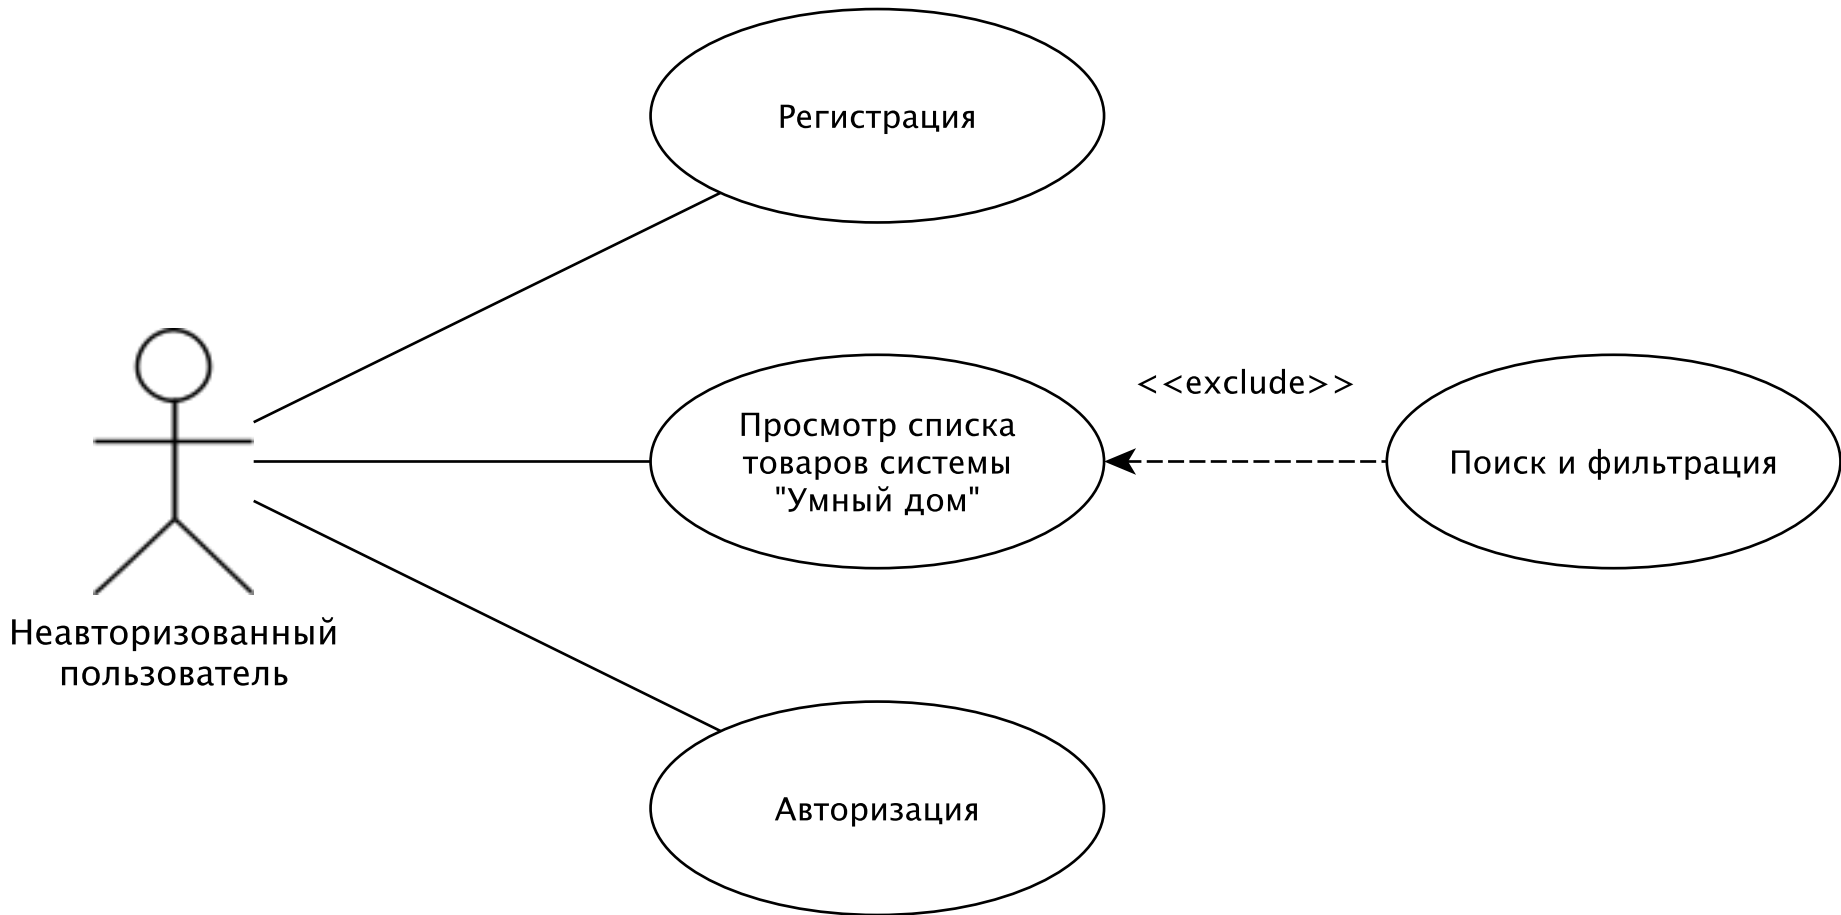 Регистрация
<<exclude>>
Просмотр списка
товаров системы
"Умный дом"
Поиск и фильтрация
Неавторизованный
пользователь
Авторизация